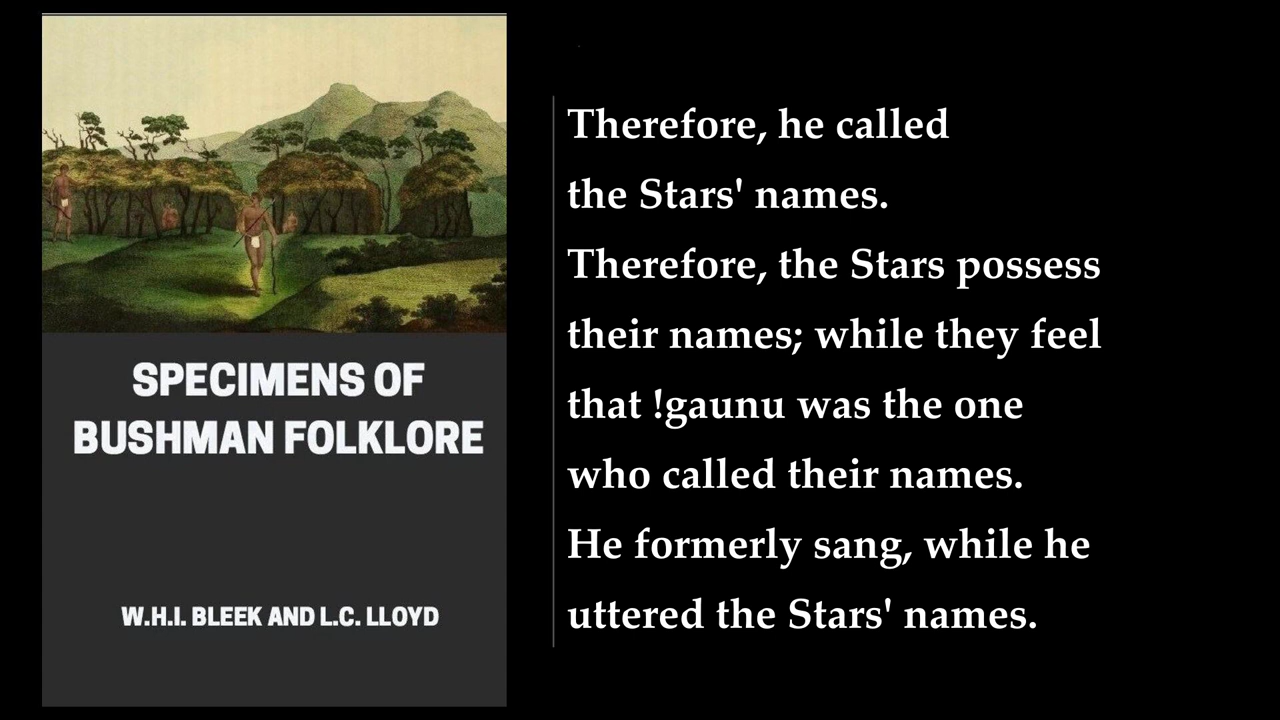 SPECIMENS OF
BUSHMAN FOLKLORE
W.H.I. BLEEK AND L.C. LLOYD
Therefore, he called
the Stars' names.
Therefore, the Stars possess
their names; while they feel
that !gaunu was the one
who called their names.
He formerly sang, while he
uttered the Stars' names.